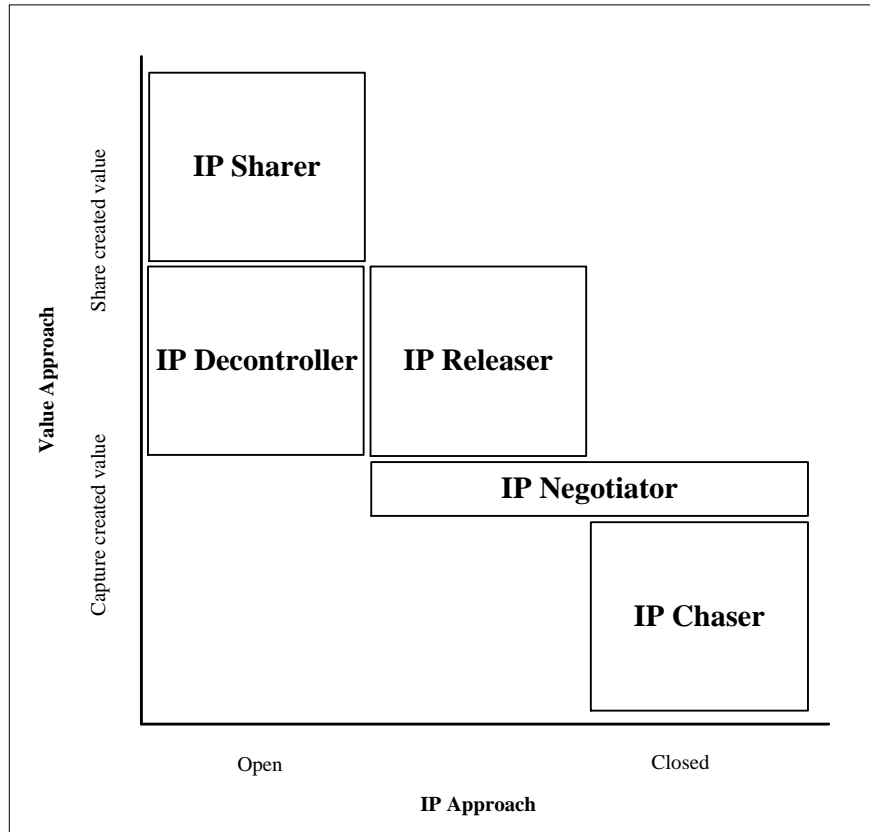 IP Sharer
IP Decontroller
IP Releaser
IP Negotiator
IP Chaser
Value Approach
Share created value
Capture created value
Open
Closed
IP Approach